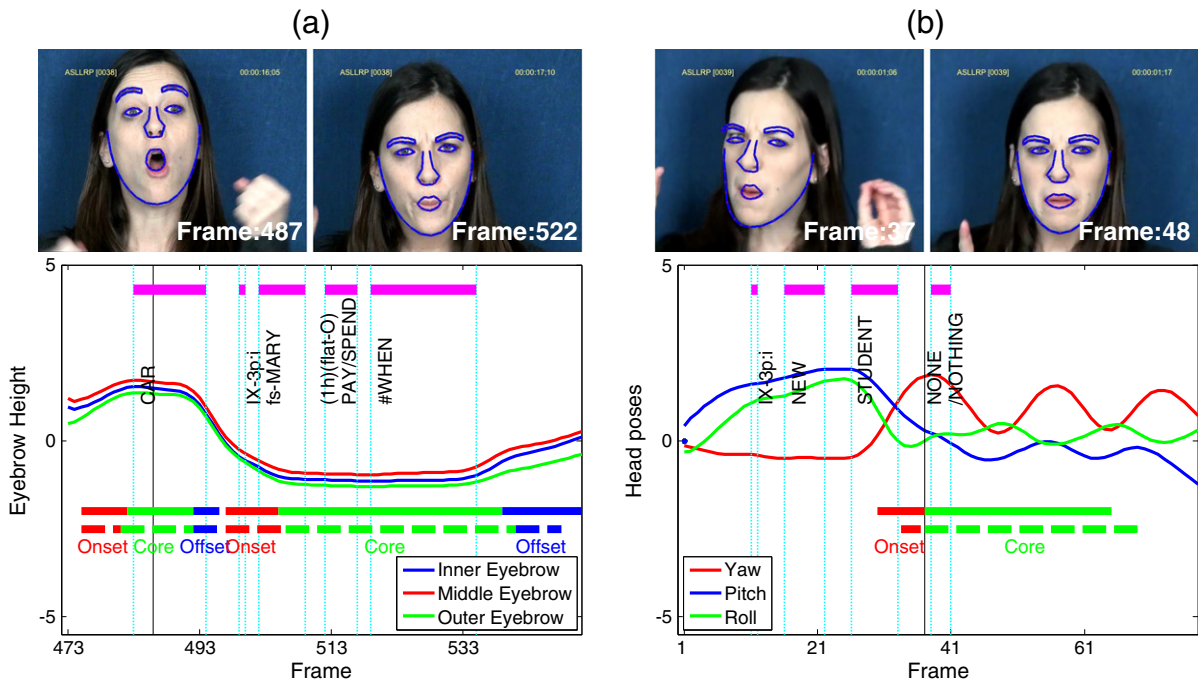 (a)
(b)
ASLLRP [0038]
00:00:16;05
Frame:487
ASLLRP [0038]
00:00:17;10
Frame:522
ASLLRP [0039]
00:00:01;06
Frame:37
ASLLRP [0039]
00:00:01;17
Frame:48
5
0
-5
Eyebrow Height
CAR
IX-3p:i
fs-MARY
(1h)(flat-O)
PAY/SPEND
#WHEN
Onset
Core
Offset
Onset
Core
Offset
Inner Eyebrow
Middle Eyebrow
Outer Eyebrow
473
493
513
533
Frame
5
0
-5
Head poses
IX-3p:i
NEW
STUDENT
NONE
/NOTHING
Onset
Core
Yaw
Pitch
Roll
1
21
41
61
Frame